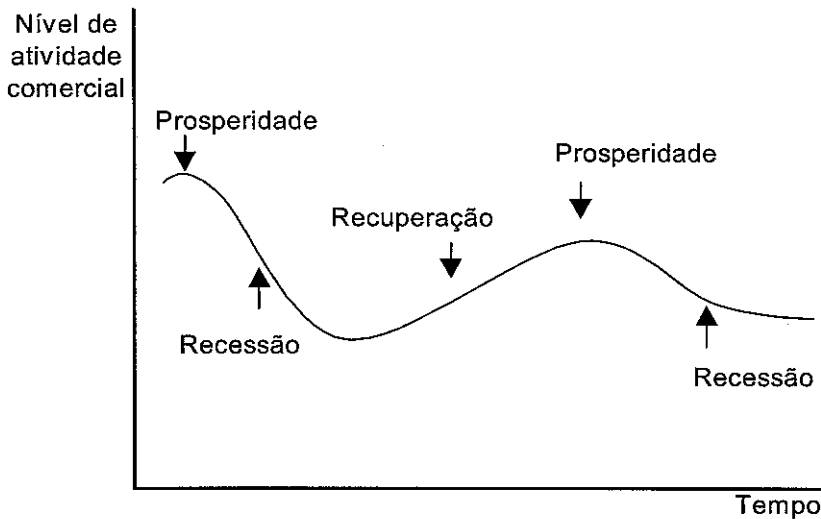 Nível de
atividade
comercial
Prosperidade
Prosperidade
Recuperação
Recessão
Recessão
Tempo